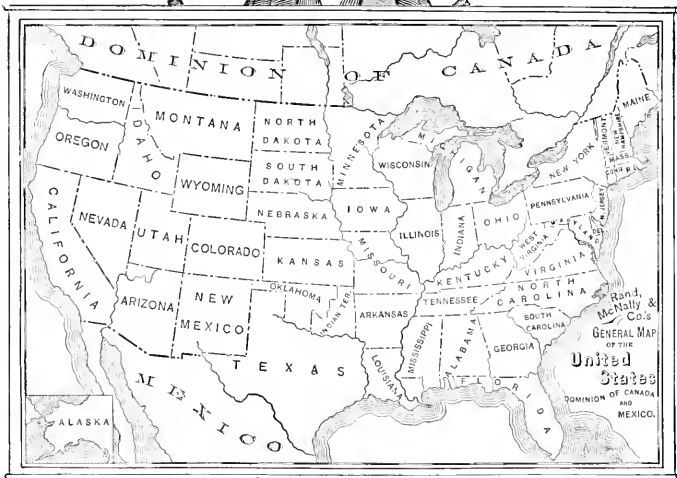 DOMINION OF CANADA
WASHINGTON
MONTANA
NORTH
DAKOTA
MINNESOTA
MICHIGAN
MAINE
VERMONT
NEW
HAMPSHIRE
OREGON
IDAHO
SOUTH
DAKOTA
WISCONSIN
NEW YORK
MASS.
CONN.
R.I.
WYOMING
PENNSYLVANIA
N. JERSEY
NEBRASKA
IOWA
ILLINOIS
INDIANA
OHIO
MARYLAND
DEL.
CALIFORNIA
NEVADA
UTAH
COLORADO
KANSAS
MISSOURI
WEST
VIRGINIA
KENTUCKY
VIRGINIA
ARIZONA
NEW
MEXICO
OKLAHOMA
INDIAN TER.
ARKANSAS
TENNESSEE
NORTH
CAROLINA
SOUTH
CAROLINA
TEXAS
LOUISIANA
MISSISSIPPI
ALABAMA
GEORGIA
FLORIDA
MEXICO
ALASKA
Rand,
McNally &
Co.'s
GENERAL MAP
OF THE
United
States
DOMINION OF CANADA
AND
MEXICO.